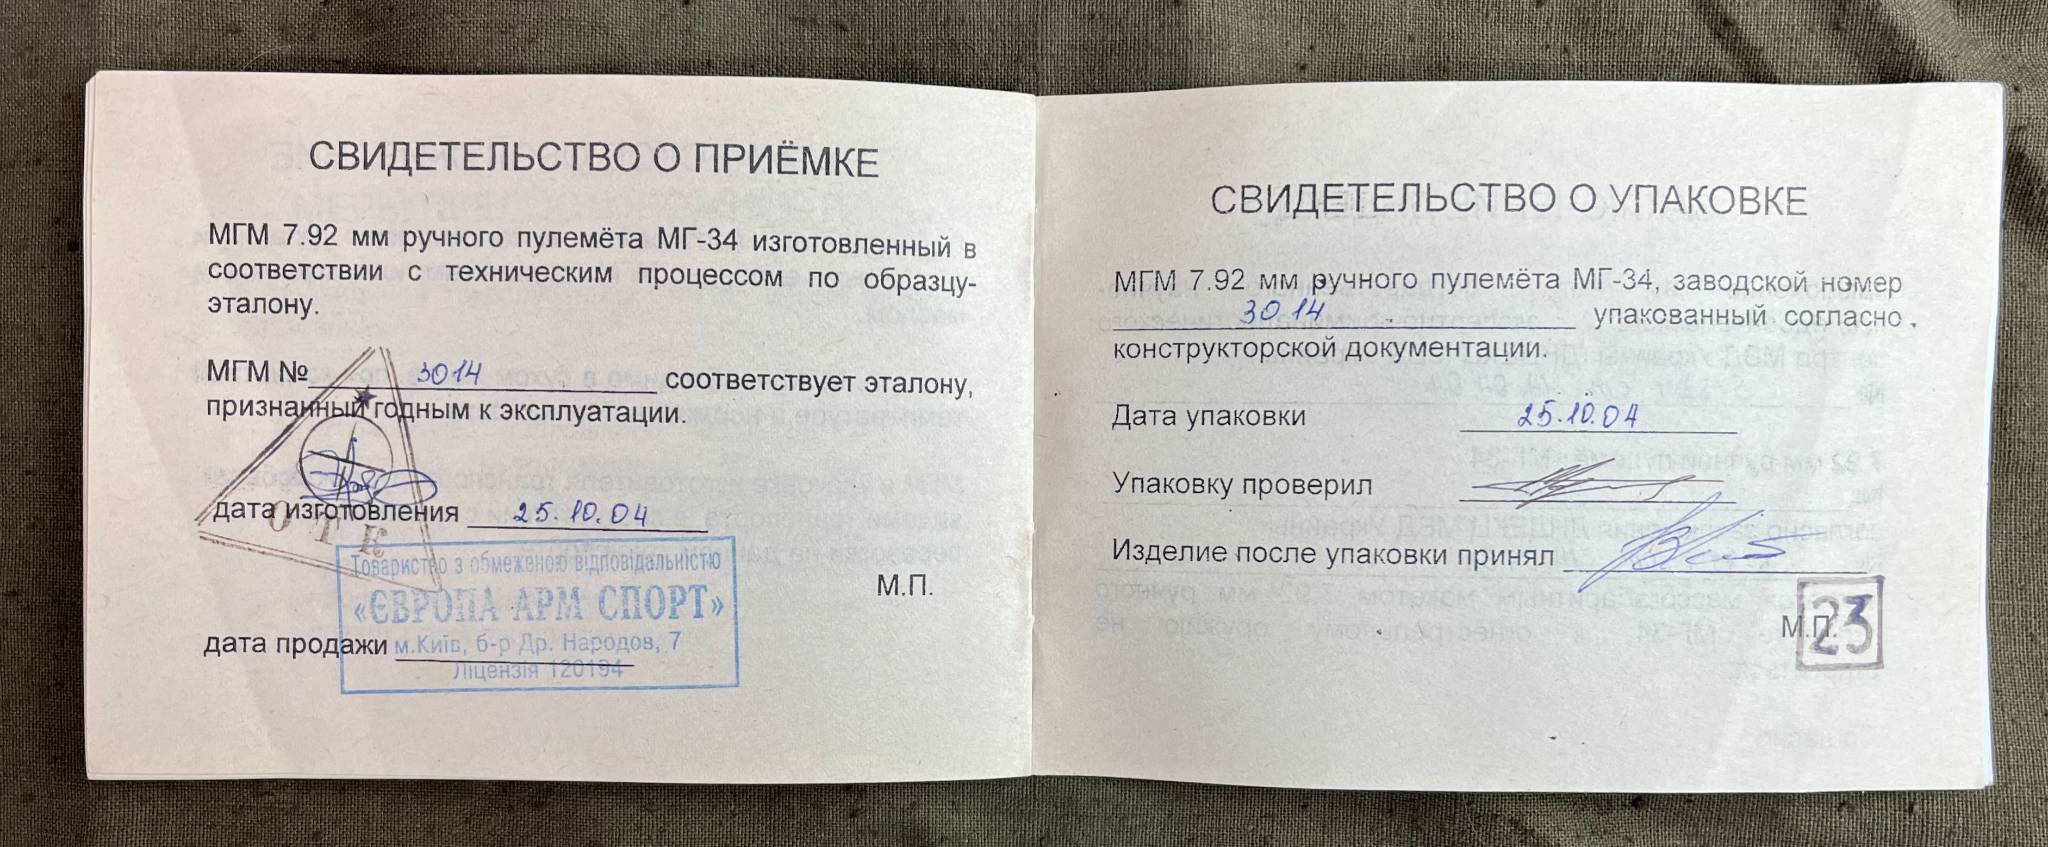 СВИДЕТЕЛЬСТВО О ПРИЁМКЕ
МГМ 7.92 мм ручного пулемёта МГ-34 изготовленный в
соответствии с техническим процессом по образцу-
эталону.
МГМ № 3014 соответствует эталону,
признанный годным к эксплуатации.
дата изготовления 25.10.04
ОТК
Товариство з обмеженою відповідальністю
«ЄВРОПА АРМ СПОРТ»
м.Київ, б-р Др. Народов, 7
Ліцензія 120194
М.П.
дата продажи
СВИДЕТЕЛЬСТВО О УПАКОВКЕ
МГМ 7.92 мм ручного пулемёта МГ-34, заводской номер
3014 упакованный согласно
конструкторской документации.
Дата упаковки 25.10.04
Упаковку проверил
Изделие после упаковки принял
М.П.
23